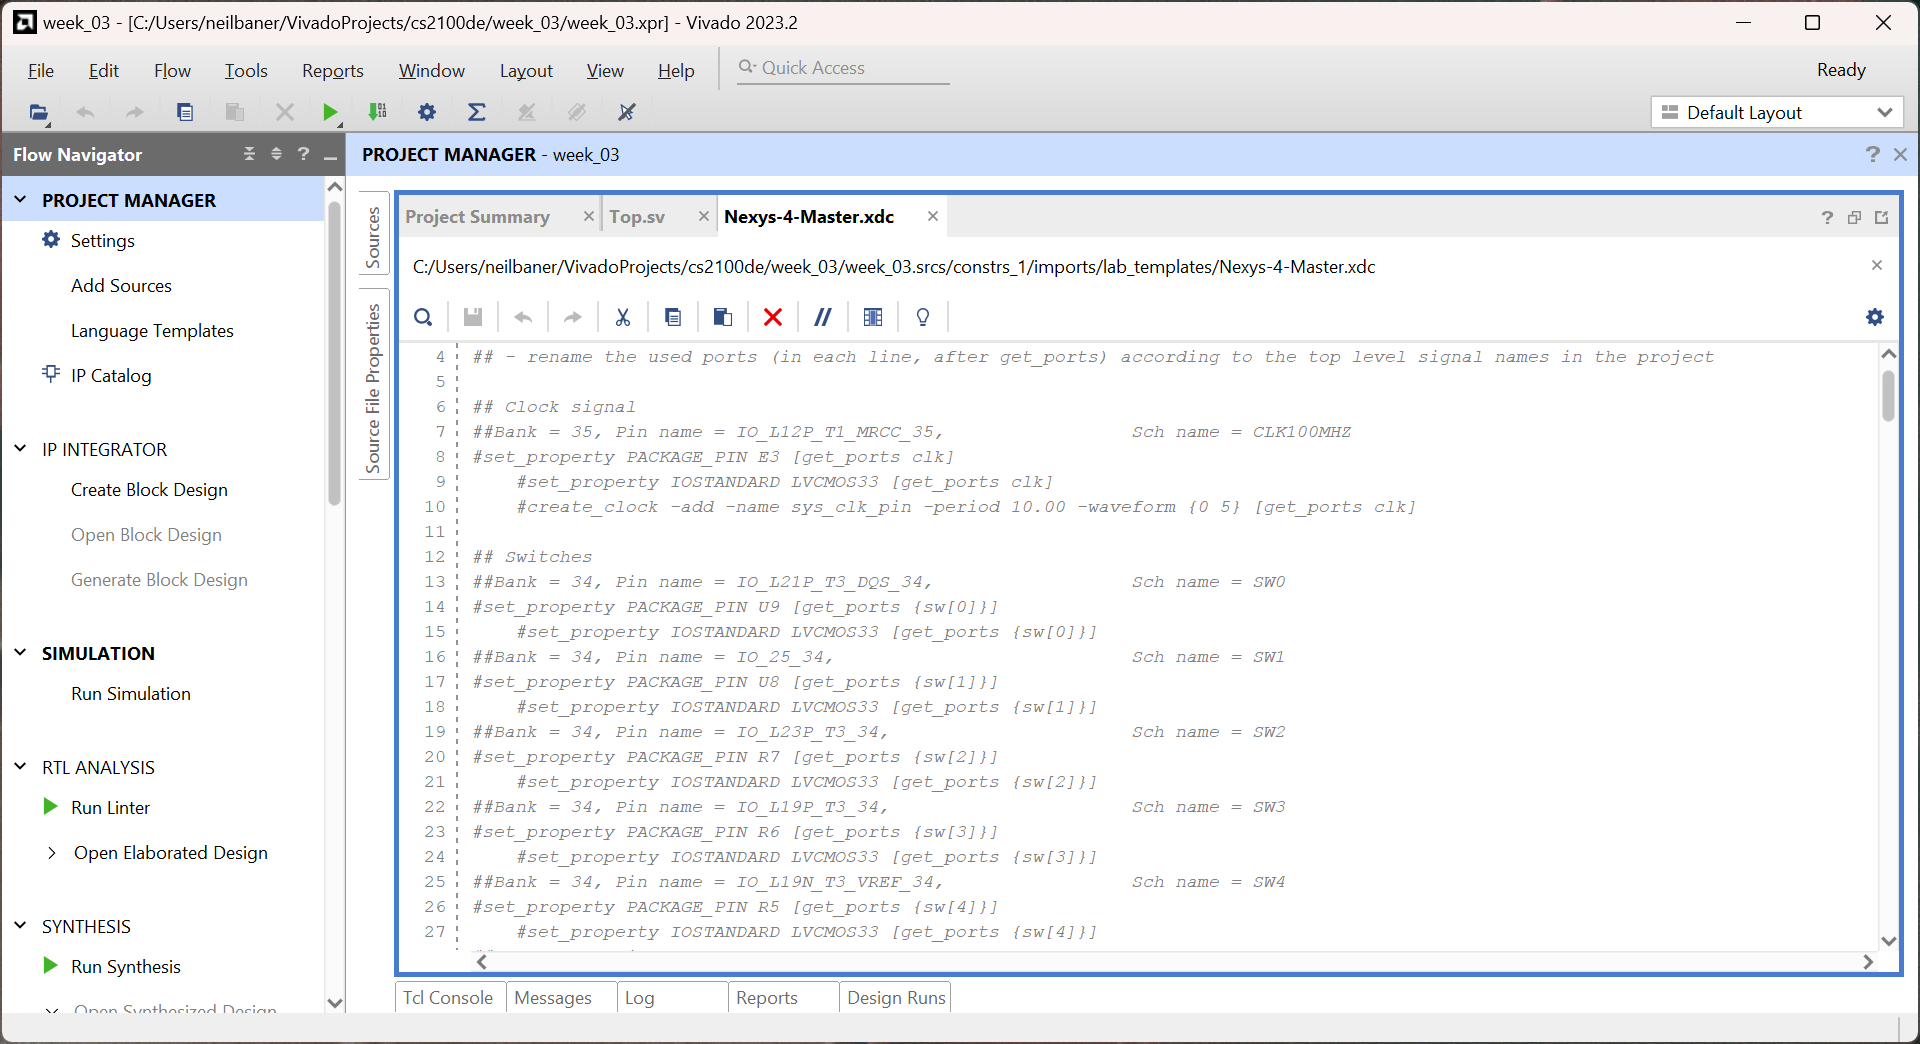 week_03 - [C:/Users/neilbaner/VivadoProjects/cs2100de/week_03/week_03.xpr] - Vivado 2023.2
File Edit Flow Tools Reports Window Layout View Help Quick Access Ready
Default Layout
Flow Navigator
PROJECT MANAGER
Settings
Add Sources
Language Templates
IP Catalog
IP INTEGRATOR
Create Block Design
Open Block Design
Generate Block Design
SIMULATION
Run Simulation
RTL ANALYSIS
Run Linter
Open Elaborated Design
SYNTHESIS
Run Synthesis
Open Synthesized Design
PROJECT MANAGER - week_03
Sources
Source File Properties
Project Summary Top.sv Nexys-4-Master.xdc
C:/Users/neilbaner/VivadoProjects/cs2100de/week_03/week_03.srcs/constrs_1/imports/lab_templates/Nexys-4-Master.xdc
4 ## - rename the used ports (in each line, after get_ports) according to the top level signal names in the project
5
6 ## Clock signal
7 ##Bank = 35, Pin name = IO_L12P_T1_MRCC_35, Sch name = CLK100MHZ
8 #set_property PACKAGE_PIN E3 [get_ports clk]
9 #set_property IOSTANDARD LVCMOS33 [get_ports clk]
10 #create_clock -add -name sys_clk_pin -period 10.00 -waveform {0 5} [get_ports clk]
11
12 ## Switches
13 ##Bank = 34, Pin name = IO_L21P_T3_DQS_34, Sch name = SW0
14 #set_property PACKAGE_PIN U9 [get_ports {sw[0]}]
15 #set_property IOSTANDARD LVCMOS33 [get_ports {sw[0]}]
16 ##Bank = 34, Pin name = IO_25_34, Sch name = SW1
17 #set_property PACKAGE_PIN U8 [get_ports {sw[1]}]
18 #set_property IOSTANDARD LVCMOS33 [get_ports {sw[1]}]
19 ##Bank = 34, Pin name = IO_L23P_T3_34, Sch name = SW2
20 #set_property PACKAGE_PIN R7 [get_ports {sw[2]}]
21 #set_property IOSTANDARD LVCMOS33 [get_ports {sw[2]}]
22 ##Bank = 34, Pin name = IO_L19P_T3_34, Sch name = SW3
23 #set_property PACKAGE_PIN R6 [get_ports {sw[3]}]
24 #set_property IOSTANDARD LVCMOS33 [get_ports {sw[3]}]
25 ##Bank = 34, Pin name = IO_L19N_T3_VREF_34, Sch name = SW4
26 #set_property PACKAGE_PIN R5 [get_ports {sw[4]}]
27 #set_property IOSTANDARD LVCMOS33 [get_ports {sw[4]}]
Tcl Console Messages Log Reports Design Runs